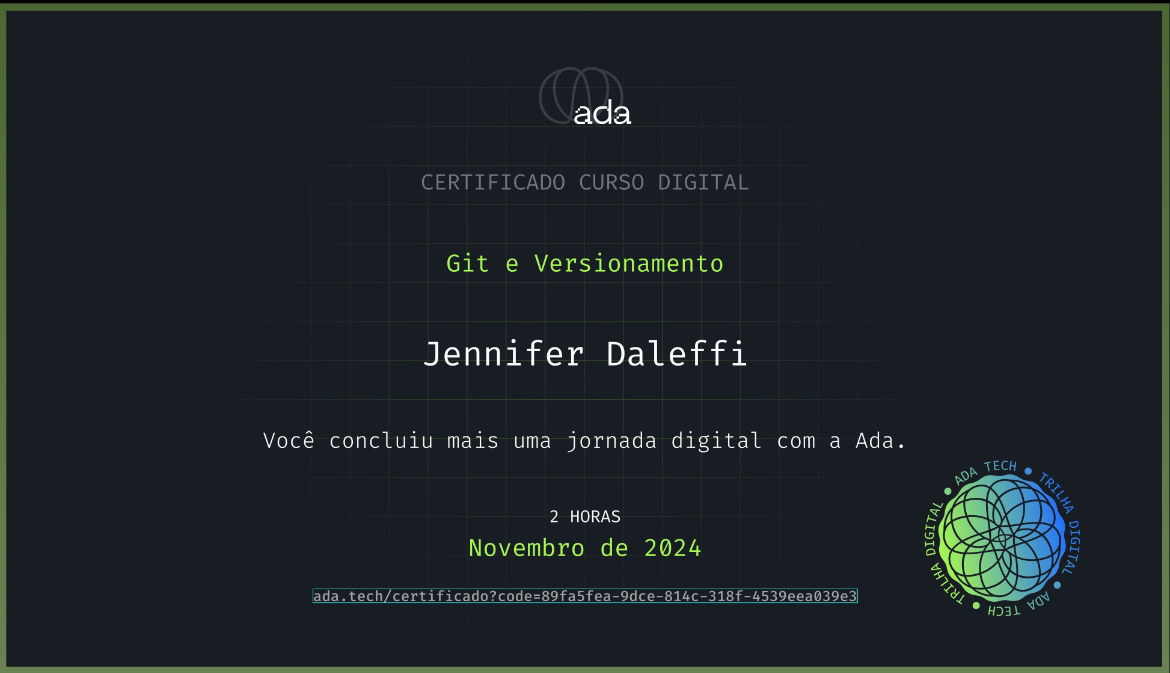 ada
CERTIFICADO CURSO DIGITAL
Git e Versionamento
Jennifer Daleffi
Você concluiu mais uma jornada digital com a Ada.
2 HORAS
Novembro de 2024
ada.tech/certificado?code=89fa5fea-9dce-814c-318f-4539eea039e3
ADA TECH • TRILHA DIGITAL • ADA TECH • TRILHA DIGITAL •